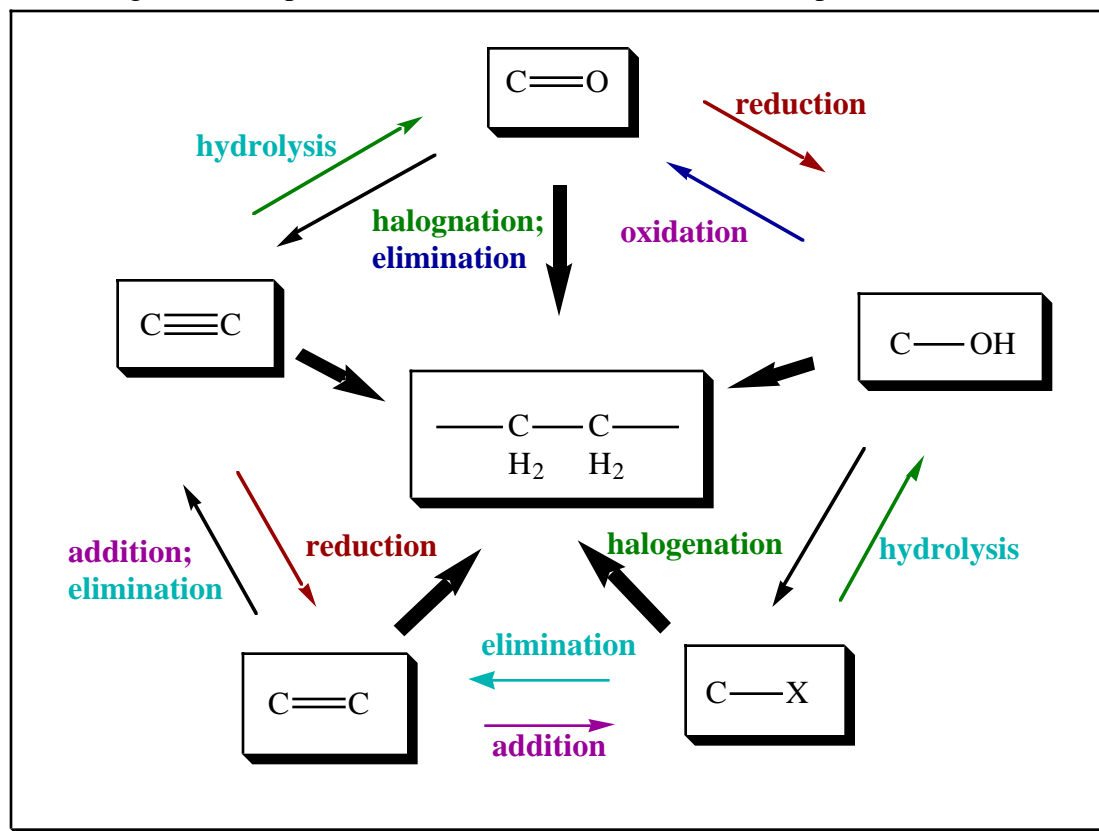 C=O
reduction
hydrolysis
halognation;
elimination
oxidation
C≡C
C—OH
—C—C—
H2 H2
addition;
elimination
reduction
halogenation
hydrolysis
elimination
C=C
C—X
addition